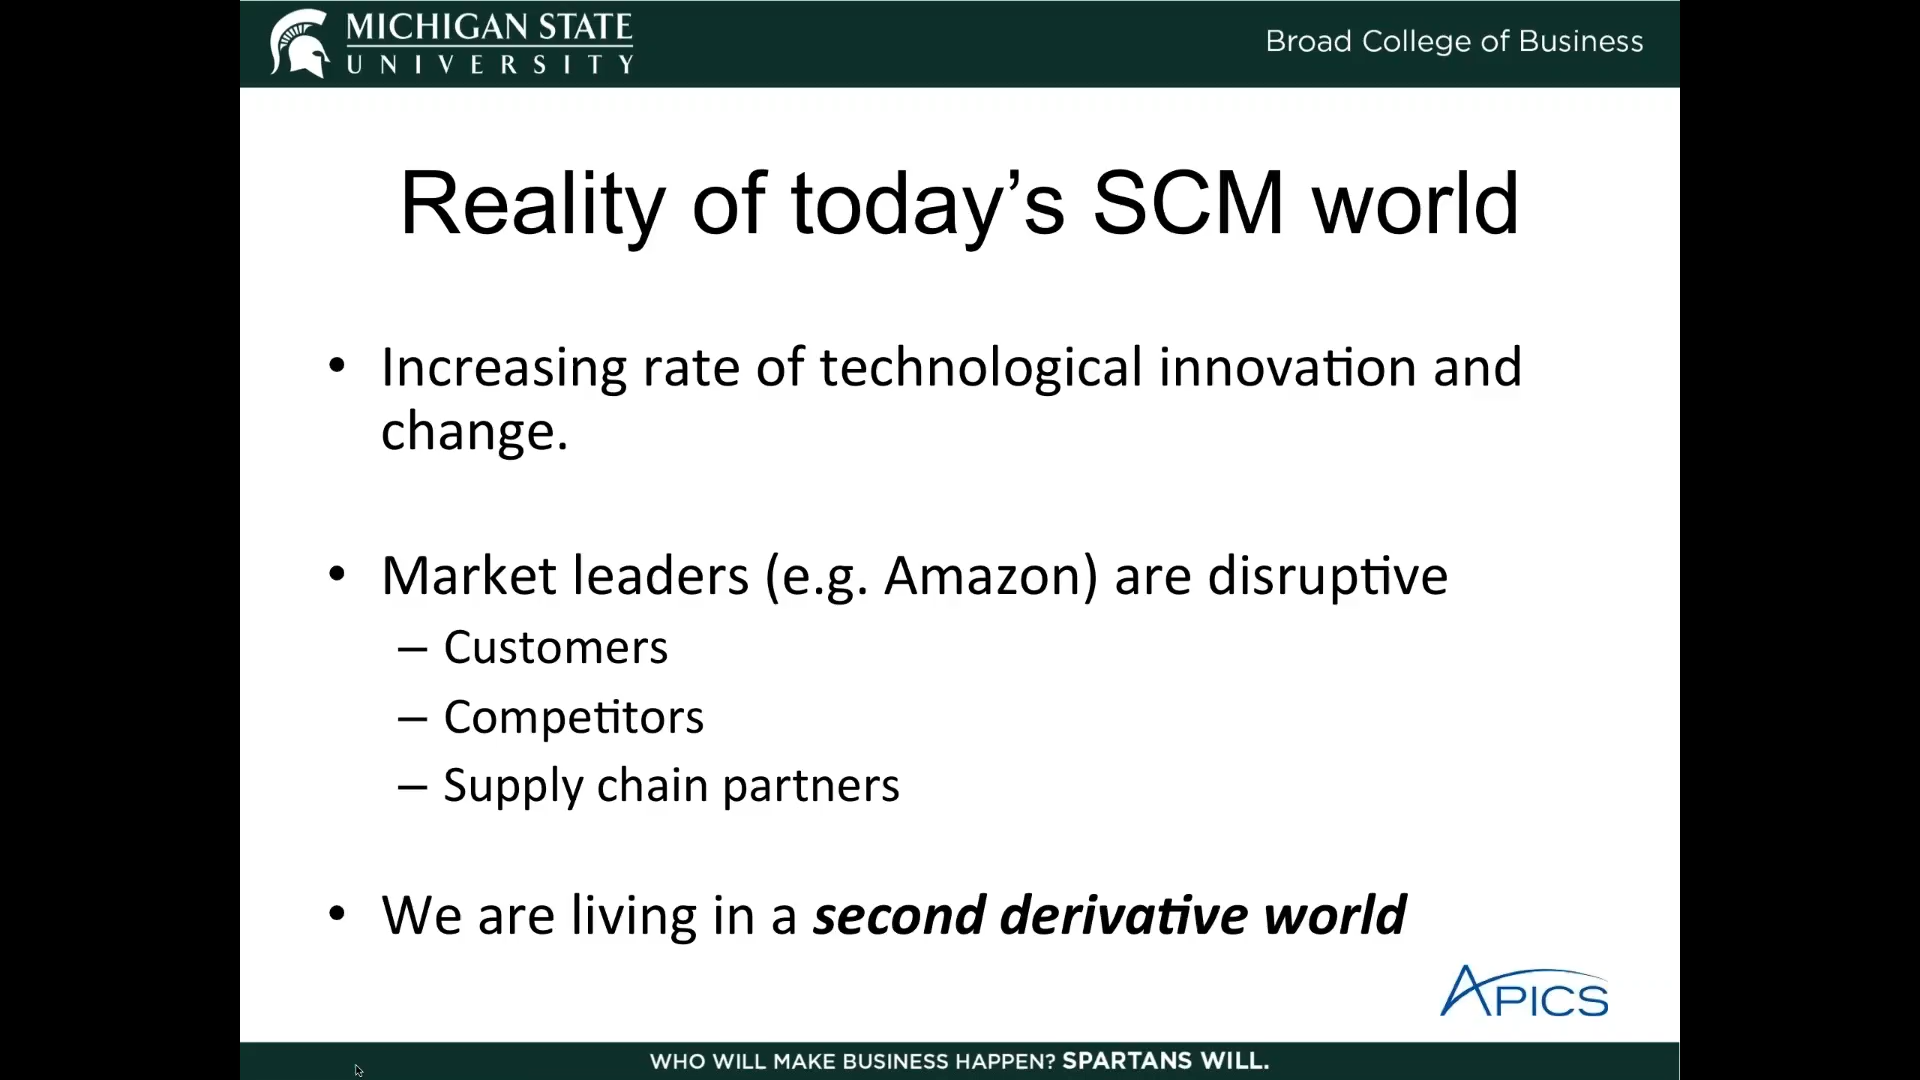 MICHIGAN STATE
UNIVERSITY
Broad College of Business
Reality of today’s SCM world
• Increasing rate of technological innovation and
change.
• Market leaders (e.g. Amazon) are disruptive
– Customers
– Competitors
– Supply chain partners
• We are living in a second derivative world
APICS
WHO WILL MAKE BUSINESS HAPPEN? SPARTANS WILL.